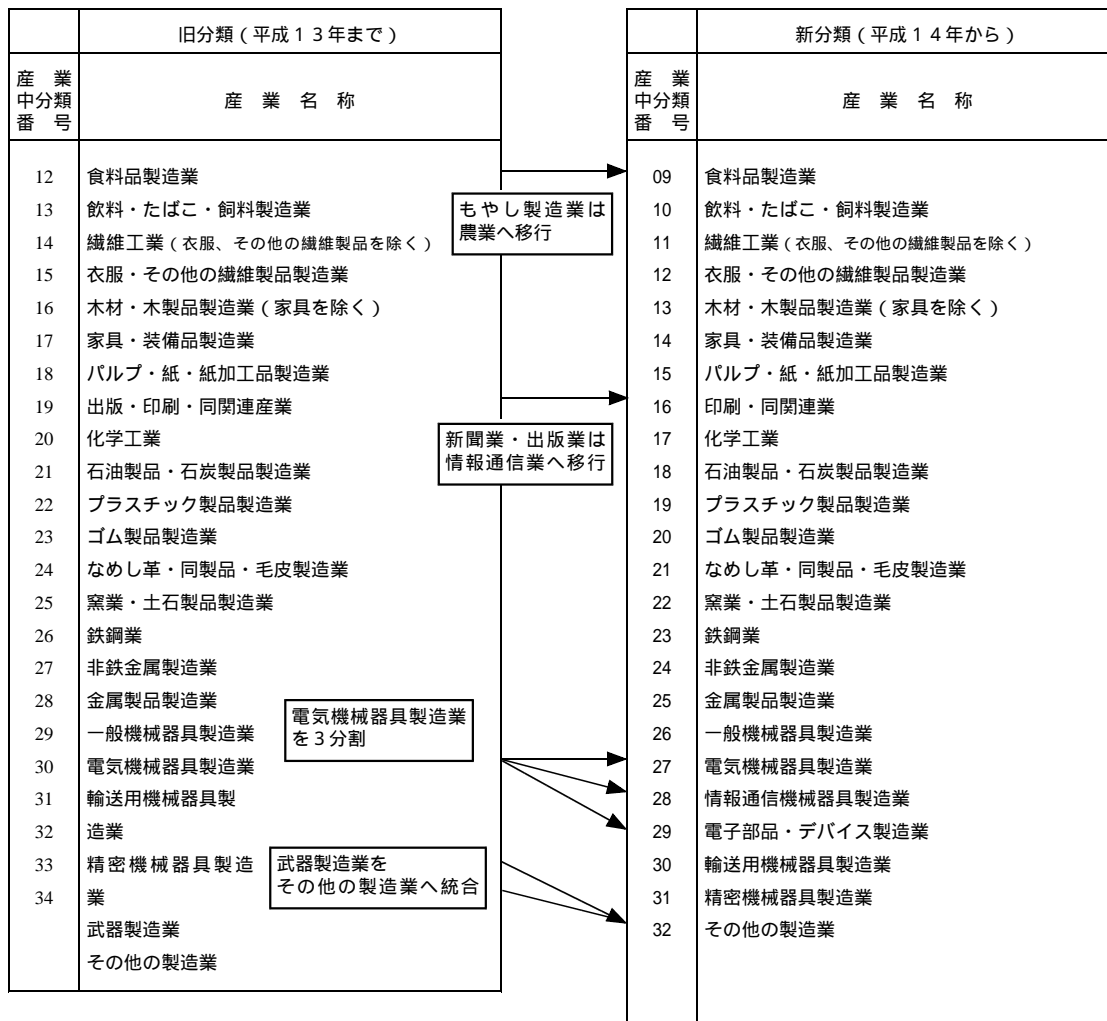 旧分類（平成１３年まで）
産　業
中分類
番　号
産　業　名　称
12 食料品製造業
13 飲料・たばこ・飼料製造業
14 繊維工業（衣服、その他の繊維製品を除く）
15 衣服・その他の繊維製品製造業
16 木材・木製品製造業（家具を除く）
17 家具・装備品製造業
18 パルプ・紙・紙加工品製造業
19 出版・印刷・同関連産業
20 化学工業
21 石油製品・石炭製品製造業
22 プラスチック製品製造業
23 ゴム製品製造業
24 なめし革・同製品・毛皮製造業
25 窯業・土石製品製造業
26 鉄鋼業
27 非鉄金属製造業
28 金属製品製造業
29 一般機械器具製造業
30 電気機械器具製造業
31 輸送用機械器具製
32 造業
33 精密機械器具製造
34 業
武器製造業
その他の製造業
もやし製造業は
農業へ移行
新聞業・出版業は
情報通信業へ移行
電気機械器具製造業
を３分割
武器製造業を
その他の製造業へ統合
新分類（平成１４年から）
産　業
中分類
番　号
産　業　名　称
09 食料品製造業
10 飲料・たばこ・飼料製造業
11 繊維工業（衣服、その他の繊維製品を除く）
12 衣服・その他の繊維製品製造業
13 木材・木製品製造業（家具を除く）
14 家具・装備品製造業
15 パルプ・紙・紙加工品製造業
16 印刷・同関連業
17 化学工業
18 石油製品・石炭製品製造業
19 プラスチック製品製造業
20 ゴム製品製造業
21 なめし革・同製品・毛皮製造業
22 窯業・土石製品製造業
23 鉄鋼業
24 非鉄金属製造業
25 金属製品製造業
26 一般機械器具製造業
27 電気機械器具製造業
28 情報通信機械器具製造業
29 電子部品・デバイス製造業
30 輸送用機械器具製造業
31 精密機械器具製造業
32 その他の製造業